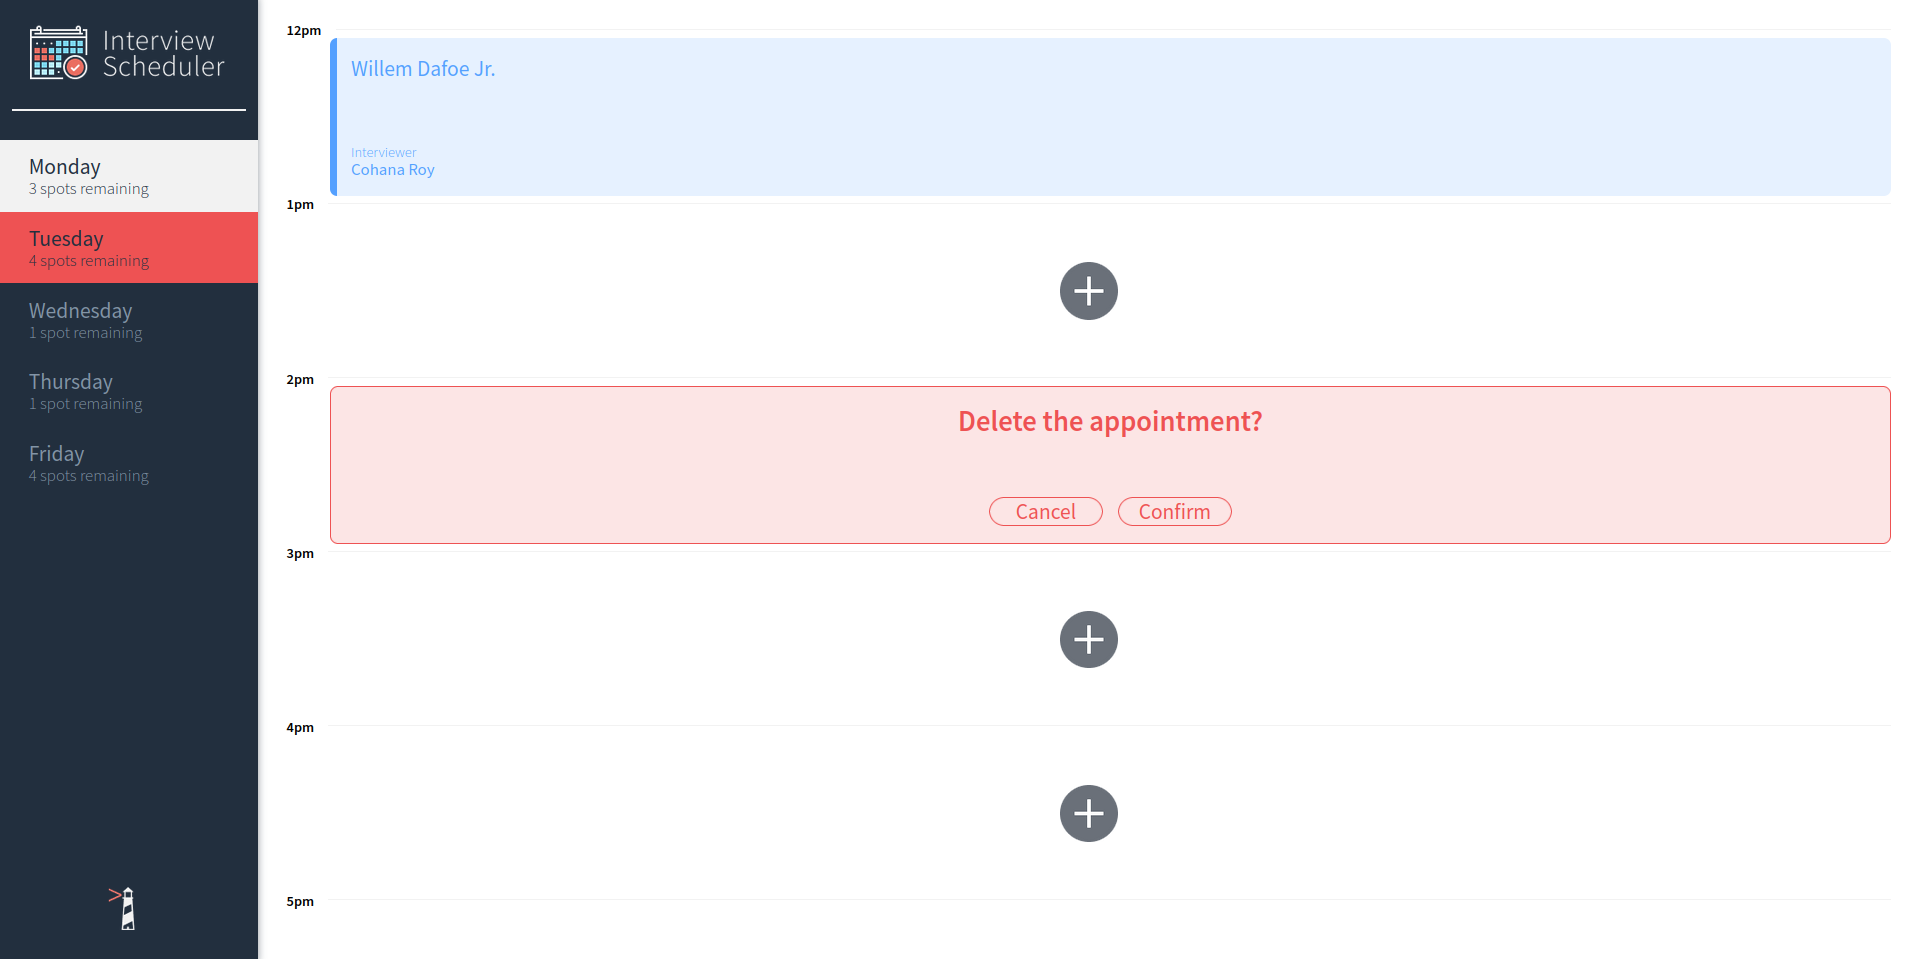 Interview
Scheduler
Monday
3 spots remaining
Tuesday
4 spots remaining
Wednesday
1 spot remaining
Thursday
1 spot remaining
Friday
4 spots remaining
12pm
Willem Dafoe Jr.
Interviewer
Cohana Roy
1pm
2pm
Delete the appointment?
Cancel Confirm
3pm
4pm
5pm